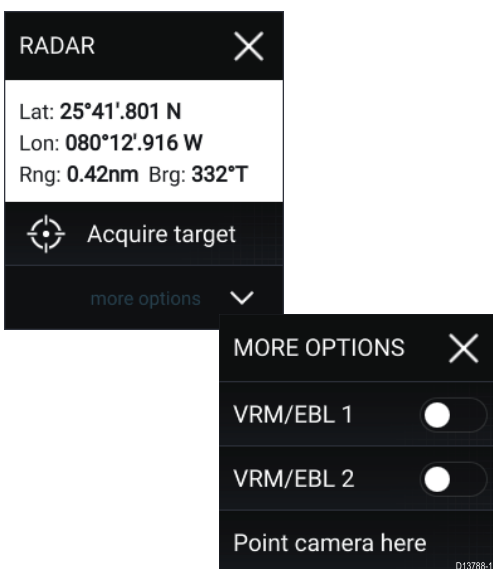 RADAR
Lat: 25°41'.801 N
Lon: 080°12'.916 W
Rng: 0.42nm Brg: 332°T
Acquire target
more options
MORE OPTIONS
VRM/EBL 1
VRM/EBL 2
Point camera here
D13788-1